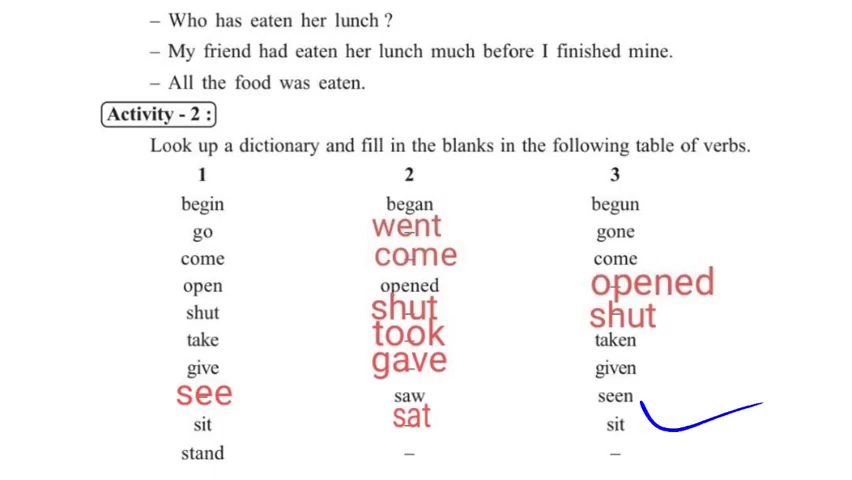 – Who has eaten her lunch ?
– My friend had eaten her lunch much before I finished mine.
– All the food was eaten.
Activity - 2 :
Look up a dictionary and fill in the blanks in the following table of verbs.
1 2 3
begin began begun
go went gone
come come come
open opened opened
shut shut shut
take took taken
give gave given
see saw seen
sit sat sit
stand – –